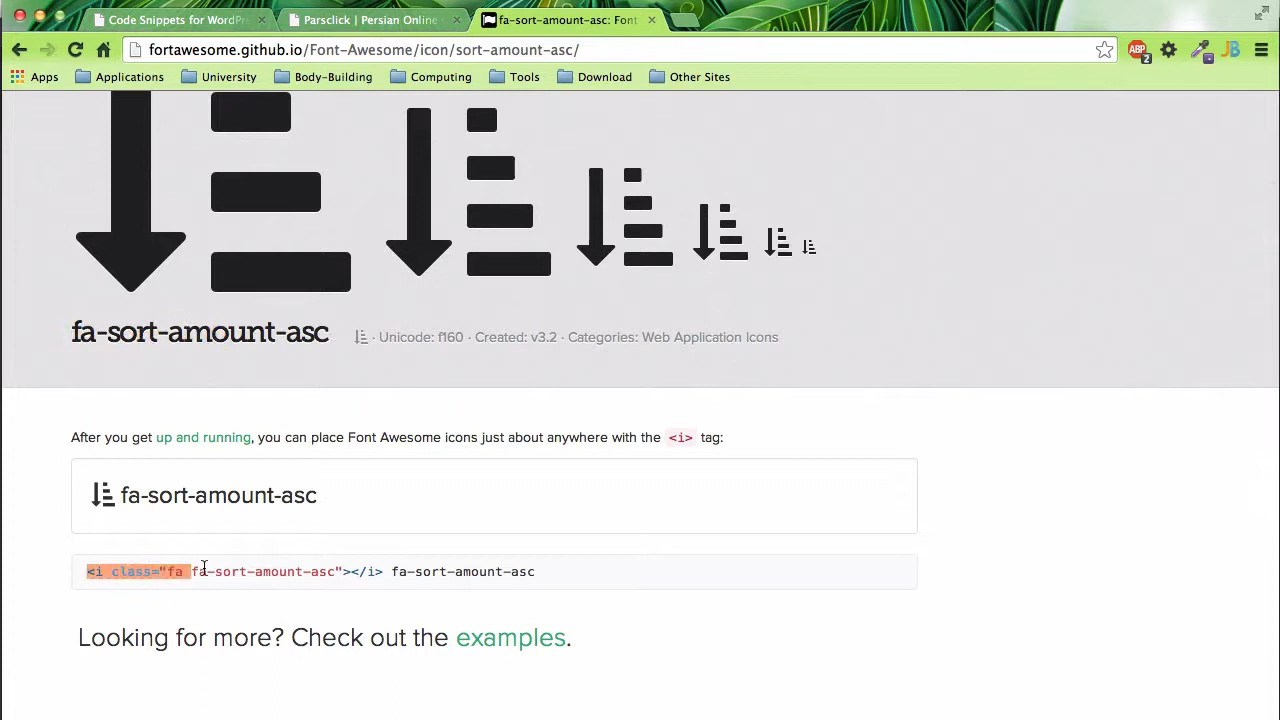 Code Snippets for WordPr
Parsclick | Persian Online
fa-sort-amount-asc: Font
fortawesome.github.io/Font-Awesome/icon/sort-amount-asc/
ABP
2
JB
Apps
Applications
University
Body-Building
Computing
Tools
Download
Other Sites
fa-sort-amount-asc
· Unicode: f160 · Created: v3.2 · Categories: Web Application Icons
After you get up and running, you can place Font Awesome icons just about anywhere with the <i> tag:
fa-sort-amount-asc
<i class="fa fa-sort-amount-asc"></i> fa-sort-amount-asc
Looking for more? Check out the examples.